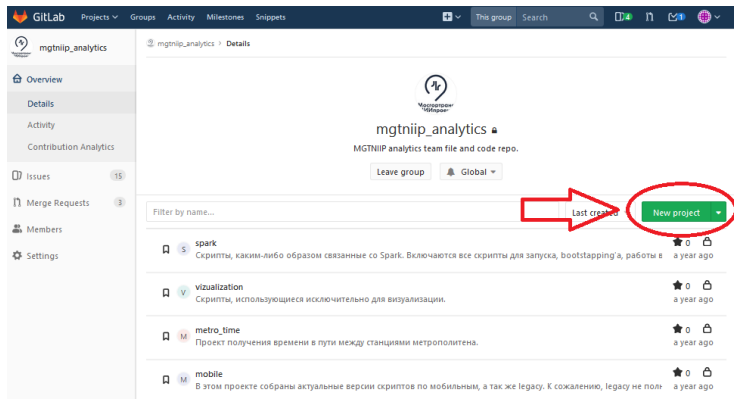 GitLab Projects Groups Activity Milestones Snippets This group Search 4 1
mgtniip_analytics
mgtniip_analytics > Details
Overview
Details
Activity
Contribution Analytics
Issues 15
Merge Requests 3
Members
Settings
mgtniip_analytics
MGTNIIP analytics team file and code repo.
Leave group Global
Filter by name... Last created New project
S spark 0
Скрипты, каким-либо образом связанные со Spark. Включаются все скрипты для запуска, bootstapping'a, работы в a year ago
V vizualization 0
Скрипты, использующиеся исключительно для визуализации. a year ago
M metro_time 0
Проект получения времени в пути между станциями метрополитена. a year ago
M mobile 0
В этом проекте собраны актуальные версии скриптов по мобильным, а так же legacy. К сожалению, legacy не полн a year ago